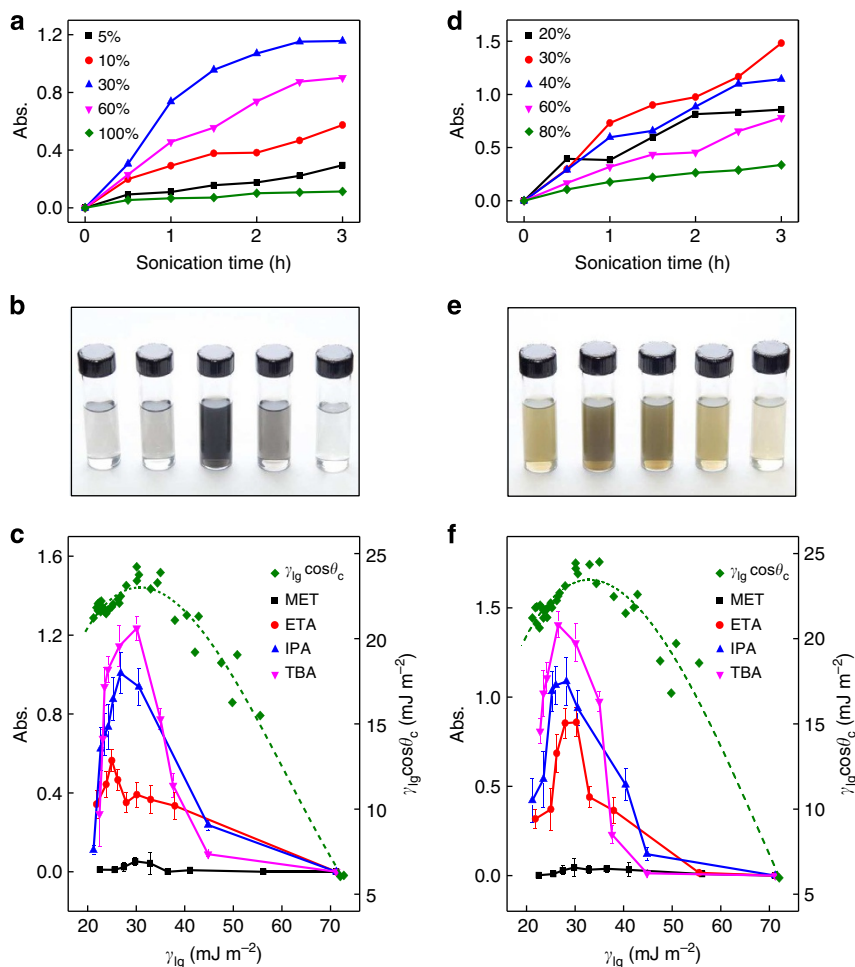 a
1.2
0.8
0.4
0.0
Abs.
5%
10%
30%
60%
100%
0
1
2
3
Sonication time (h)
d
1.5
1.0
0.5
0.0
Abs.
20%
30%
40%
60%
80%
0
1
2
3
Sonication time (h)
b
e
c
1.6
1.2
0.8
0.4
0.0
Abs.
25
20
15
10
5
γlg cosθc (mJ m−2)
γlg cosθc
MET
ETA
IPA
TBA
20
30
40
50
60
70
γlg (mJ m−2)
f
1.5
1.0
0.5
0.0
Abs.
25
20
15
10
5
γlg cosθc (mJ m−2)
γlg cosθc
MET
ETA
IPA
TBA
20
30
40
50
60
70
γlg (mJ m−2)